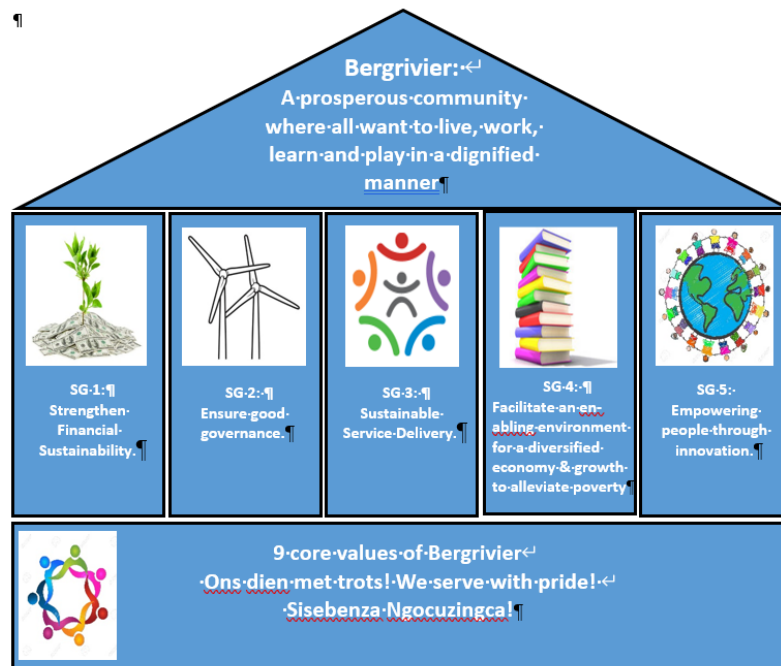 Bergrivier:
A prosperous community
where all want to live, work,
learn and play in a dignified
manner
SG 1:
Strengthen
Financial
Sustainability.
SG 2:
Ensure good
governance.
SG 3:
Sustainable
Service Delivery.
SG 4:
Facilitate an en-
abling environment
for a diversified
economy & growth
to alleviate poverty
SG 5:
Empowering
people through
innovation.
9 core values of Bergrivier
Ons dien met trots! We serve with pride!
Sisebenza Ngocuzingca!